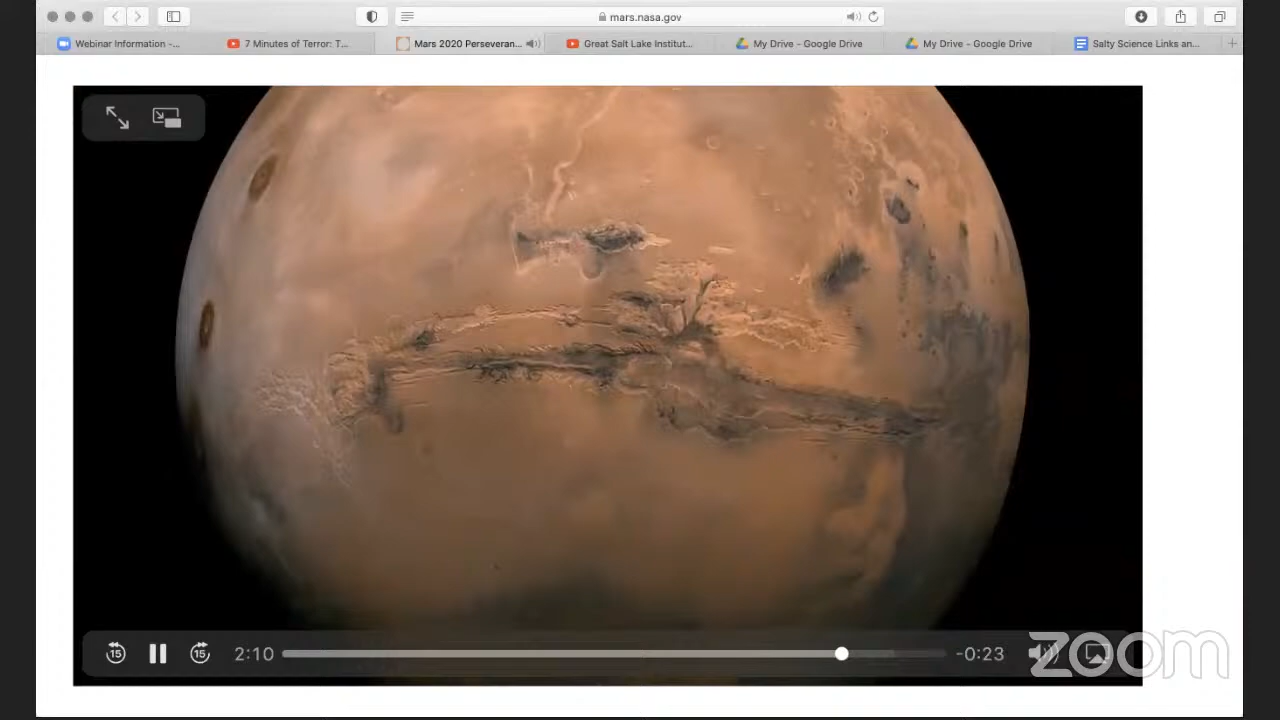 mars.nasa.gov
Webinar Information -...
7 Minutes of Terror: T...
Mars 2020 Perseveran...
Great Salt Lake Institut...
My Drive - Google Drive
My Drive - Google Drive
Salty Science Links an...
15
15
2:10
-0:23
zoom